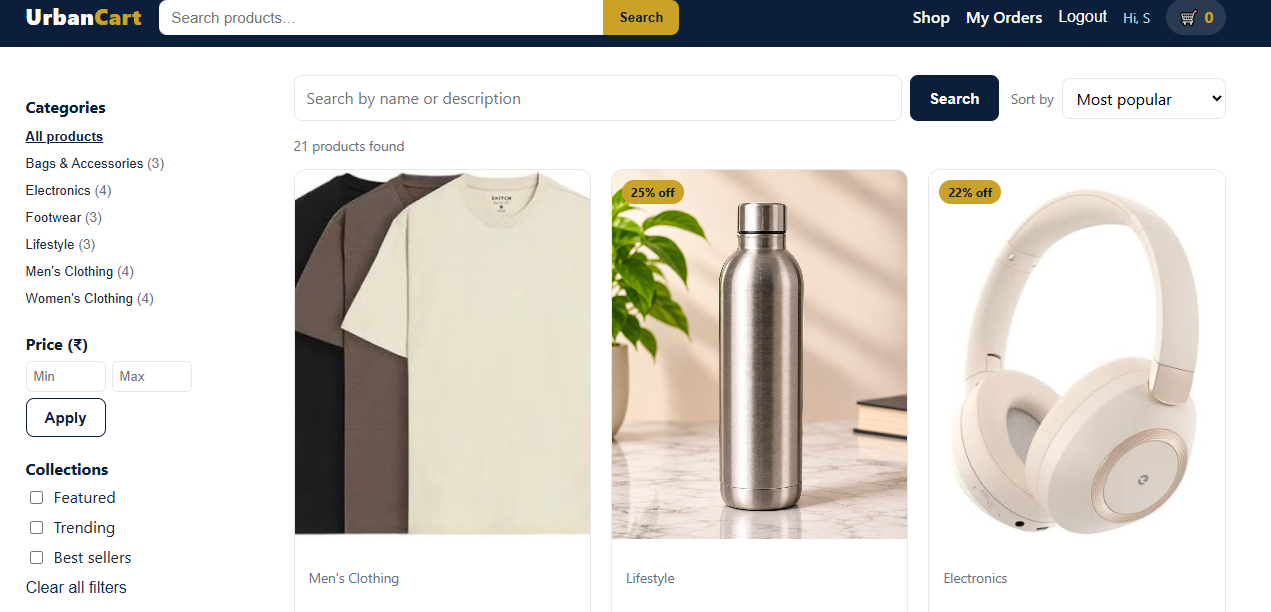 UrbanCart
Search products...
Search
Shop
My Orders
Logout
Hi, S
0
Categories
All products
Bags & Accessories (3)
Electronics (4)
Footwear (3)
Lifestyle (3)
Men's Clothing (4)
Women's Clothing (4)
Price (₹)
Min
Max
Apply
Collections
Featured
Trending
Best sellers
Clear all filters
Search by name or description
Search
Sort by
Most popular
21 products found
25% off
22% off
Men's Clothing
Lifestyle
Electronics